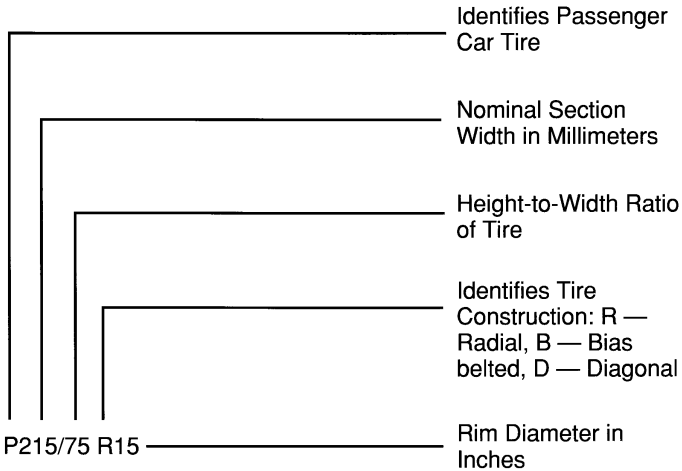 Identifies Passenger
Car Tire
Nominal Section
Width in Millimeters
Height-to-Width Ratio
of Tire
Identifies Tire
Construction: R —
Radial, B — Bias
belted, D — Diagonal
P215/75 R15
Rim Diameter in
Inches